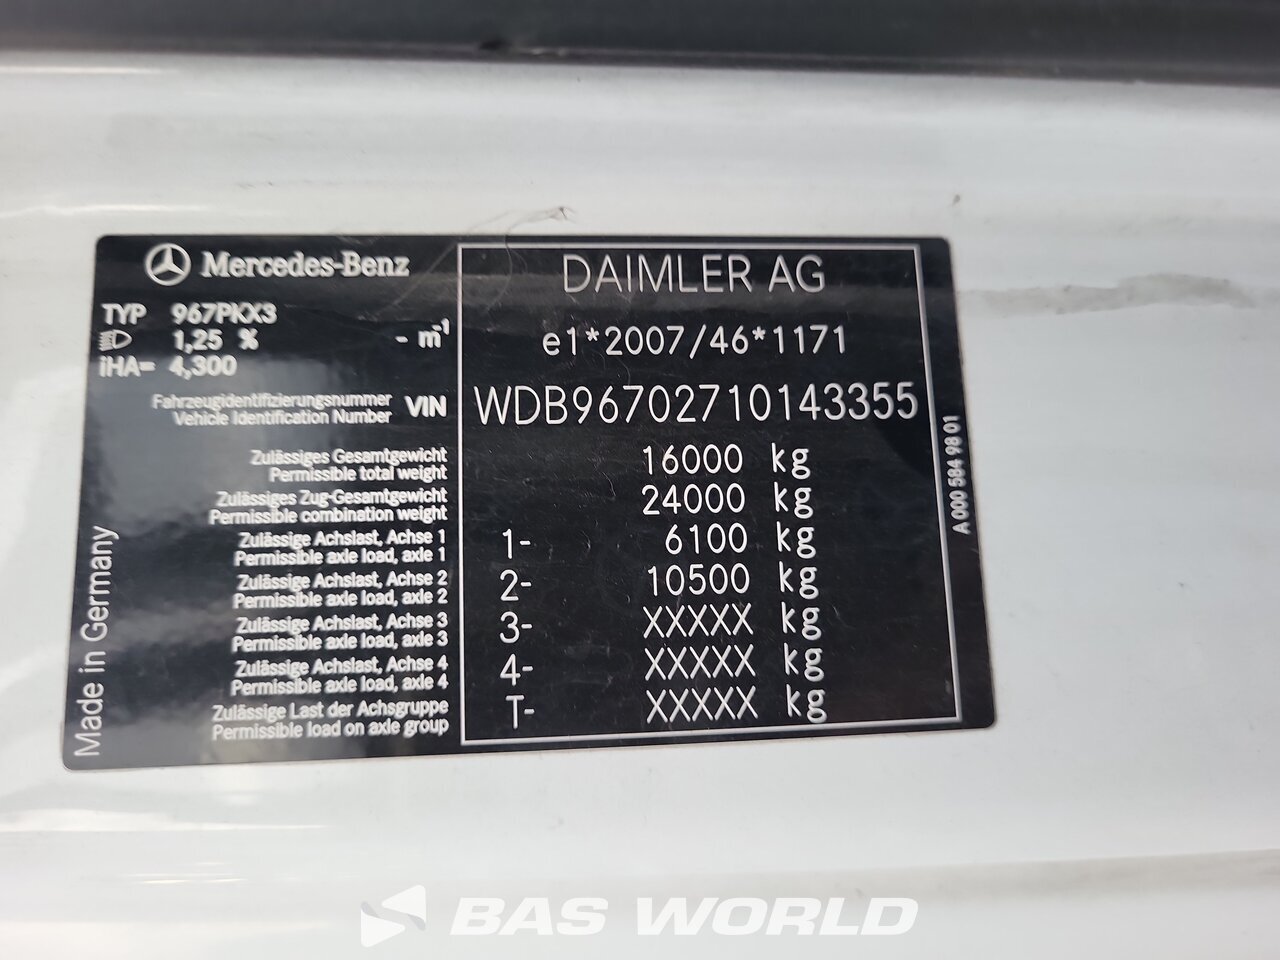 Mercedes-Benz
TYP 967PKX3
1,25 % - m-1
iHA= 4,300
DAIMLER AG
e1*2007/46*1171
Fahrzeugidentifizierungsnummer
Vehicle Identification Number
VIN WDB96702710143355
Zulässiges Gesamtgewicht
Permissible total weight
16000 kg
Zulässiges Zug-Gesamtgewicht
Permissible combination weight
24000 kg
Zulässige Achslast, Achse 1
Permissible axle load, axle 1
1- 6100 kg
Zulässige Achslast, Achse 2
Permissible axle load, axle 2
2- 10500 kg
Zulässige Achslast, Achse 3
Permissible axle load, axle 3
3- XXXXX kg
Zulässige Achslast, Achse 4
Permissible axle load, axle 4
4- XXXXX kg
Zulässige Last der Achsgruppe
Permissible load on axle group
T- XXXXX kg
Made in Germany
A 000 584 98 01
BAS WORLD